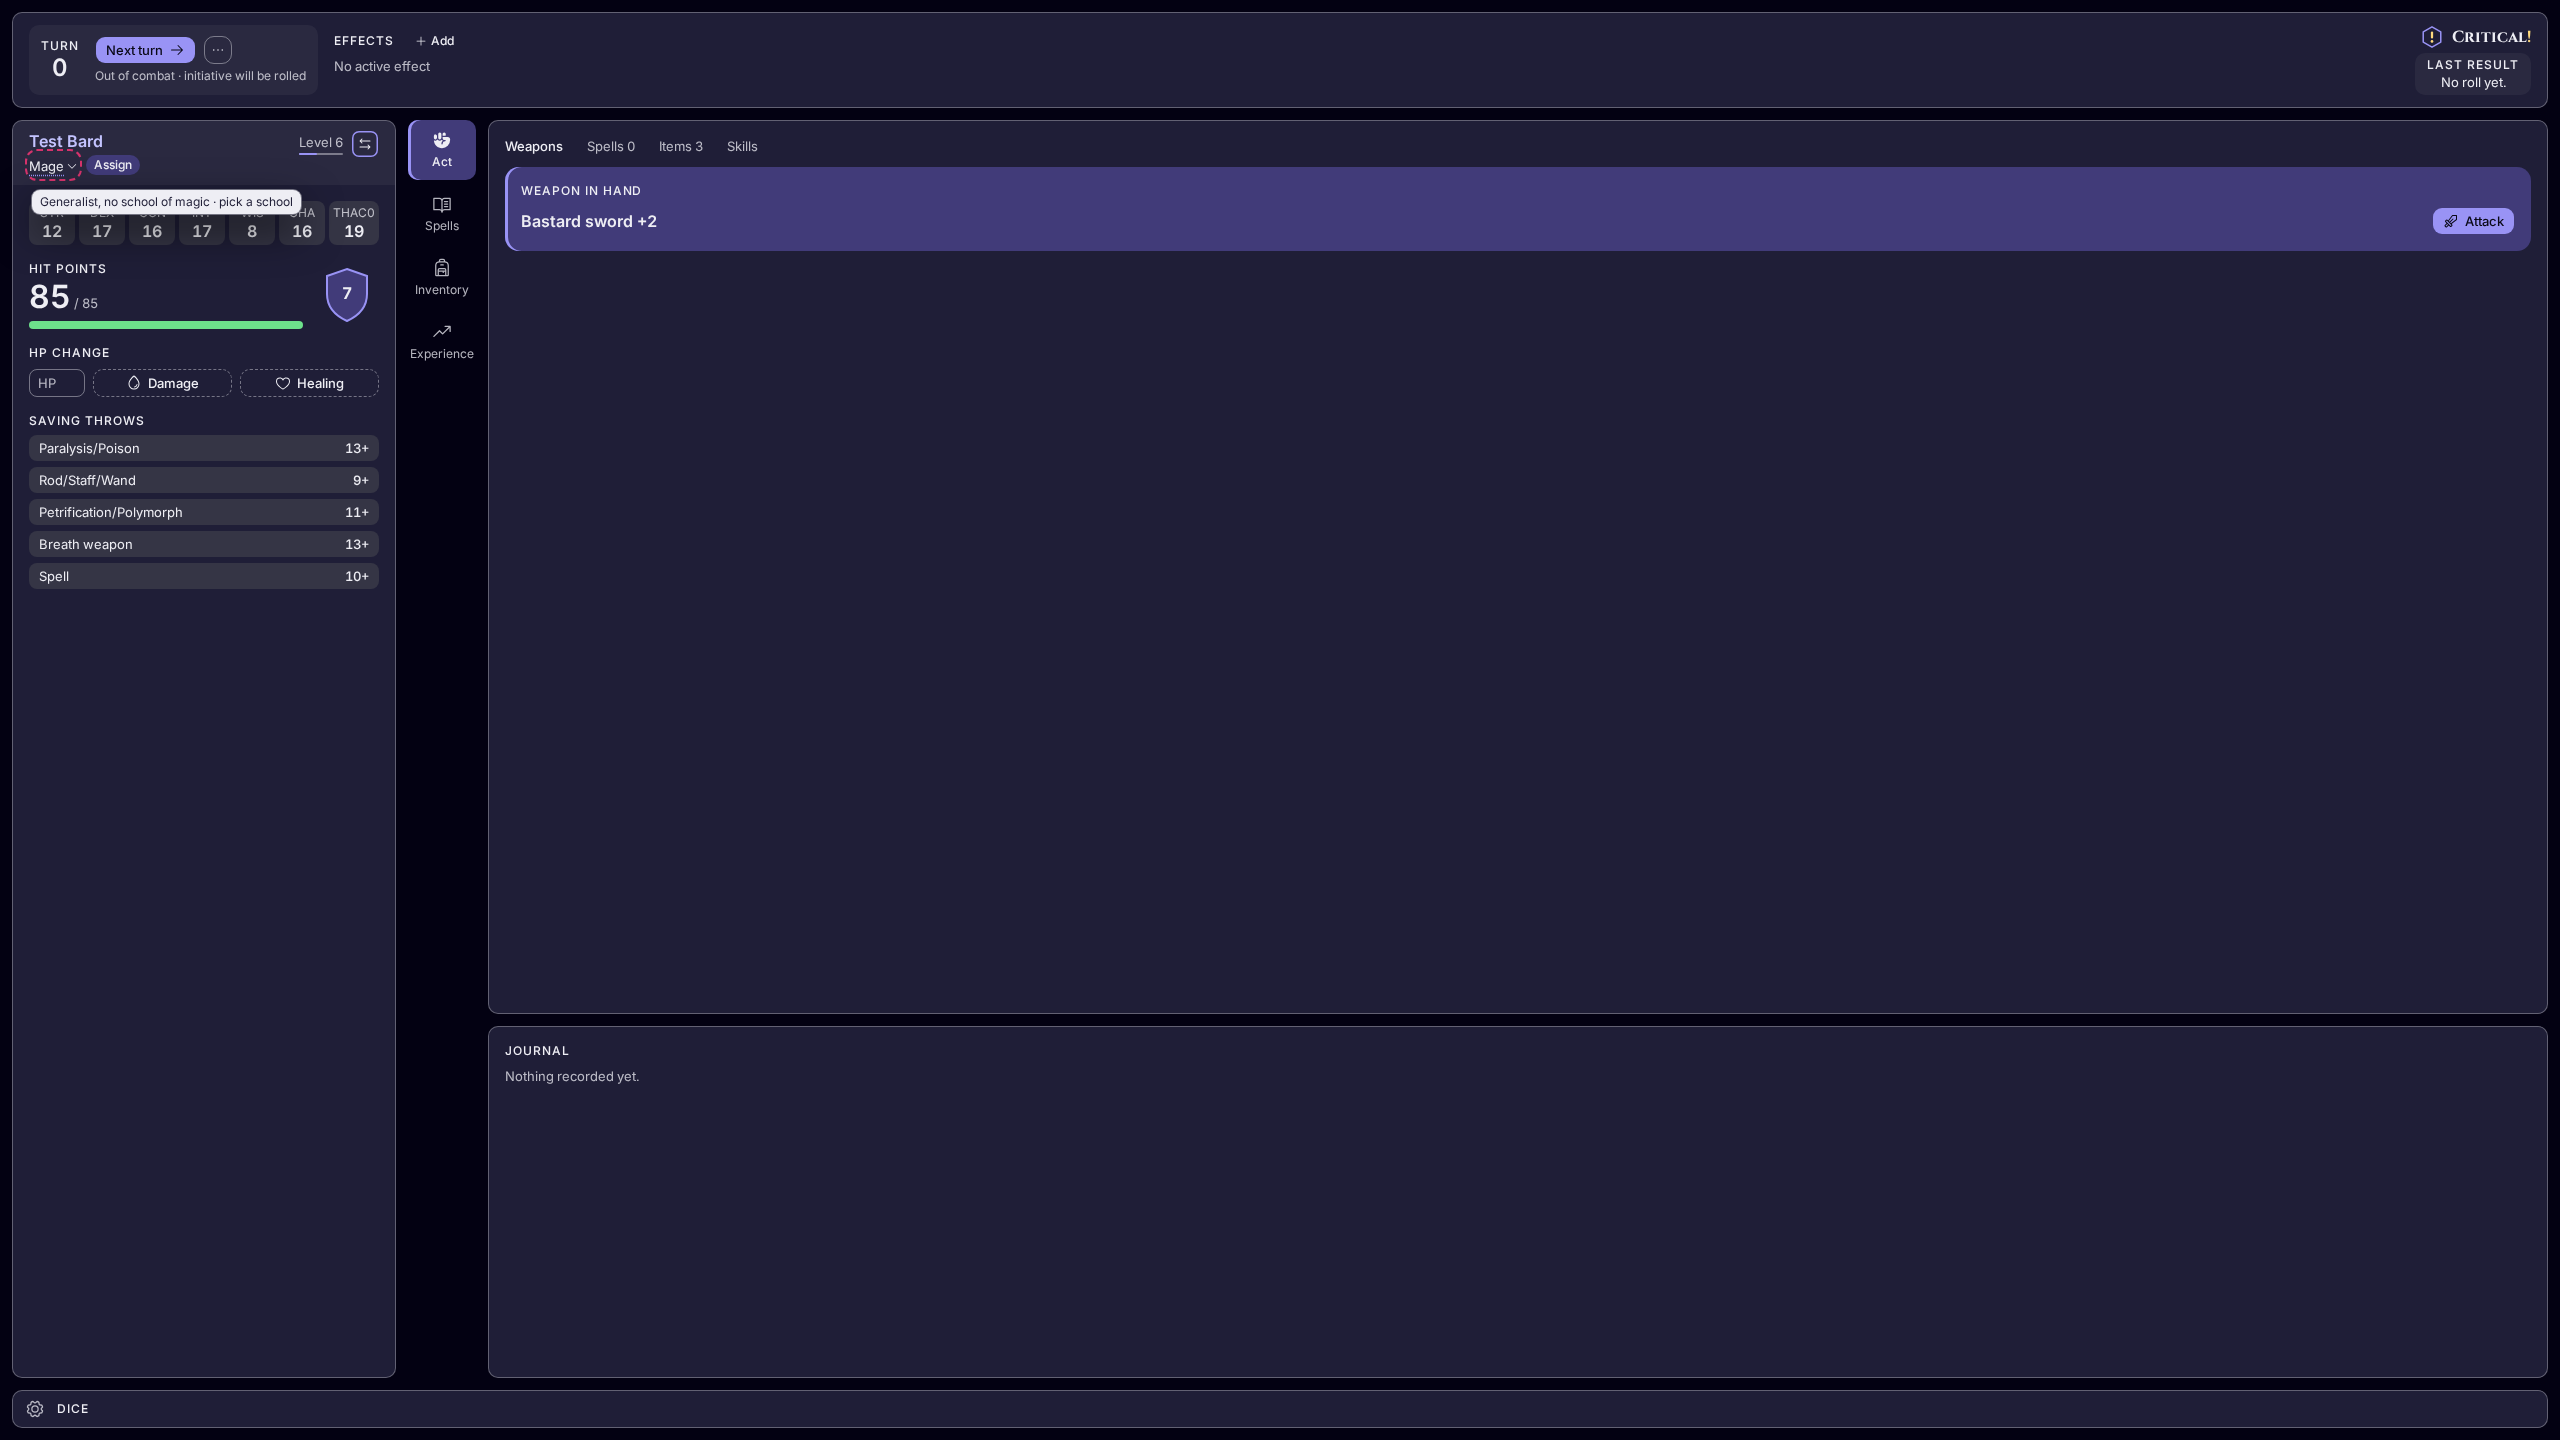 TURN
0
Next turn
Out of combat · initiative will be rolled
EFFECTS
Add
No active effect
CRITICAL!
LAST RESULT
No roll yet.
Test Bard
Level 6
Mage
Assign
Generalist, no school of magic · pick a school
THAC0
12
17
16
17
8
16
19
HIT POINTS
85 / 85
7
HP CHANGE
HP
Damage
Healing
SAVING THROWS
Paralysis/Poison 13+
Rod/Staff/Wand 9+
Petrification/Polymorph 11+
Breath weapon 13+
Spell 10+
Act
Spells
Inventory
Experience
Weapons
Spells 0
Items 3
Skills
WEAPON IN HAND
Bastard sword +2
Attack
JOURNAL
Nothing recorded yet.
DICE